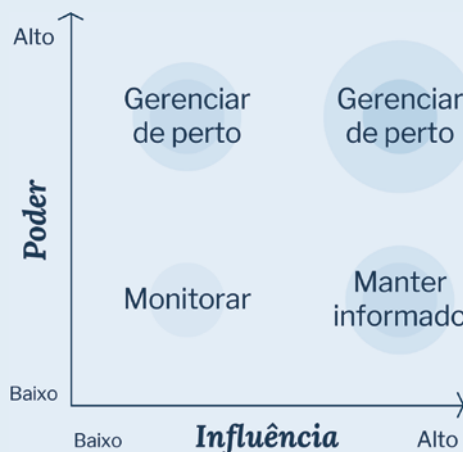 Alto
Gerenciar
de perto
Gerenciar
de perto
Poder
Monitorar
Manter
informado
Baixo
Baixo
Influência
Alto